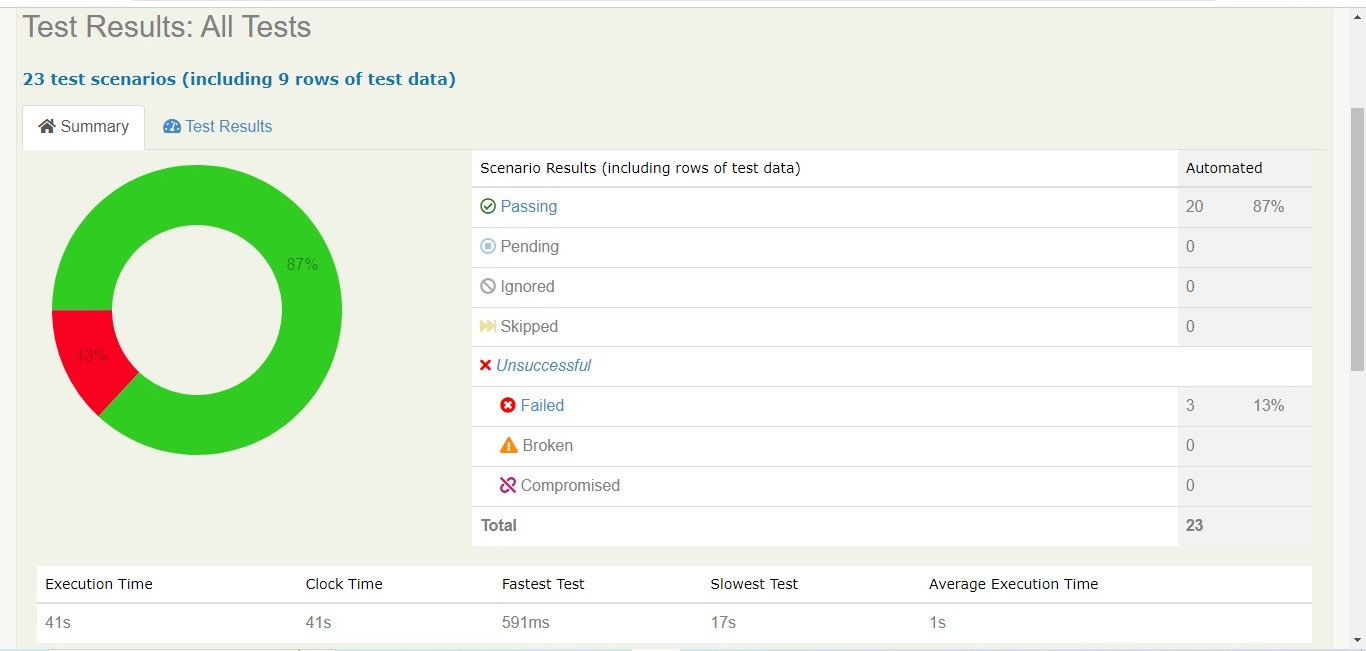 Test Results: All Tests
23 test scenarios (including 9 rows of test data)
Summary Test Results
Scenario Results (including rows of test data) Automated
Passing 20 87%
Pending 0
Ignored 0
Skipped 0
Unsuccessful
Failed 3 13%
Broken 0
Compromised 0
Total 23
87%
13%
Execution Time Clock Time Fastest Test Slowest Test Average Execution Time
41s 41s 591ms 17s 1s